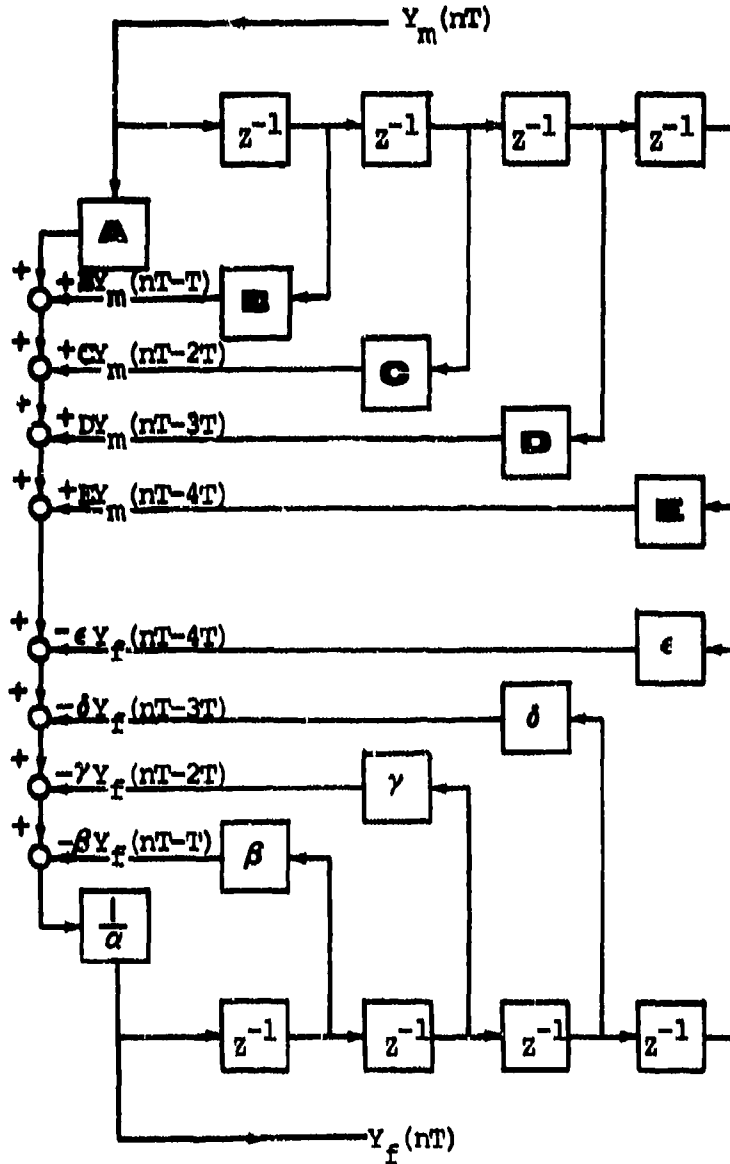 Y_m(nT)
z^-1 z^-1 z^-1 z^-1
A
+ +BY_m(nT-T) B
+ +CY_m(nT-2T) C
+ +DY_m(nT-3T) D
+ +EY_m(nT-4T) E
+ -ϵY_f(nT-4T) ϵ
+ -δY_f(nT-3T) δ
+ -γY_f(nT-2T) γ
+ -βY_f(nT-T) β
1/α
z^-1 z^-1 z^-1 z^-1
Y_f(nT)